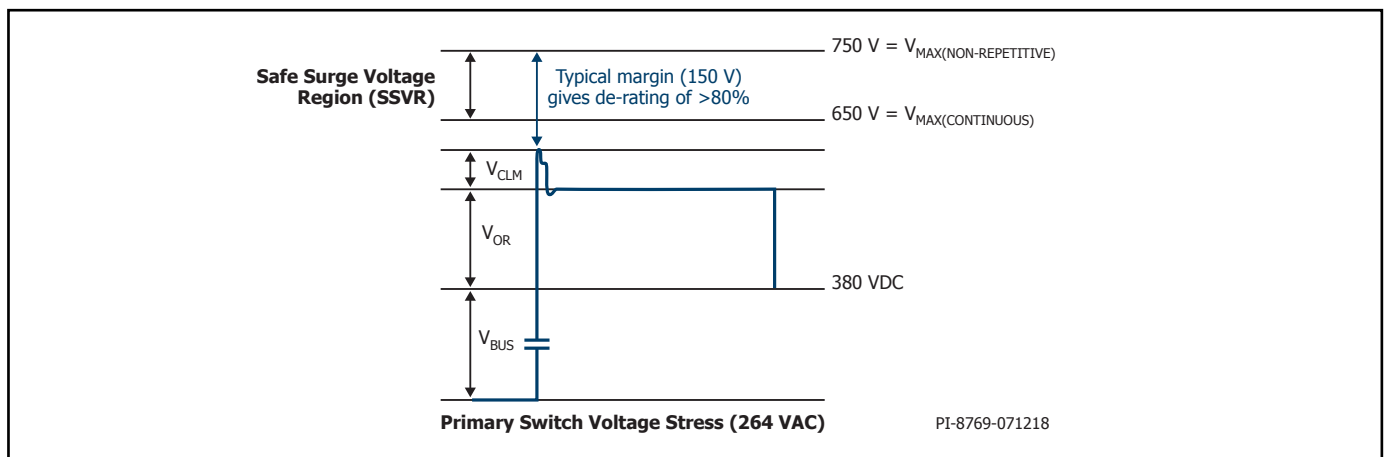 750 V = VMAX(NON-REPETITIVE)
Safe Surge Voltage
Region (SSVR)
Typical margin (150 V)
gives de-rating of >80%
650 V = VMAX(CONTINUOUS)
VCLM
VOR
380 VDC
VBUS
Primary Switch Voltage Stress (264 VAC)
PI-8769-071218